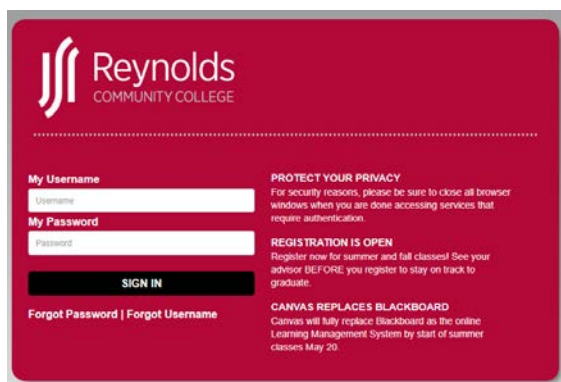 Reynolds
COMMUNITY COLLEGE
My Username
Username
My Password
Password
SIGN IN
Forgot Password | Forgot Username
PROTECT YOUR PRIVACY
For security reasons, please be sure to close all browser
windows when you are done accessing services that
require authentication.
REGISTRATION IS OPEN
Register now for summer and fall classes! See your
advisor BEFORE you register to stay on track to
graduate.
CANVAS REPLACES BLACKBOARD
Canvas will fully replace Blackboard as the online
Learning Management System by start of summer
classes May 20.